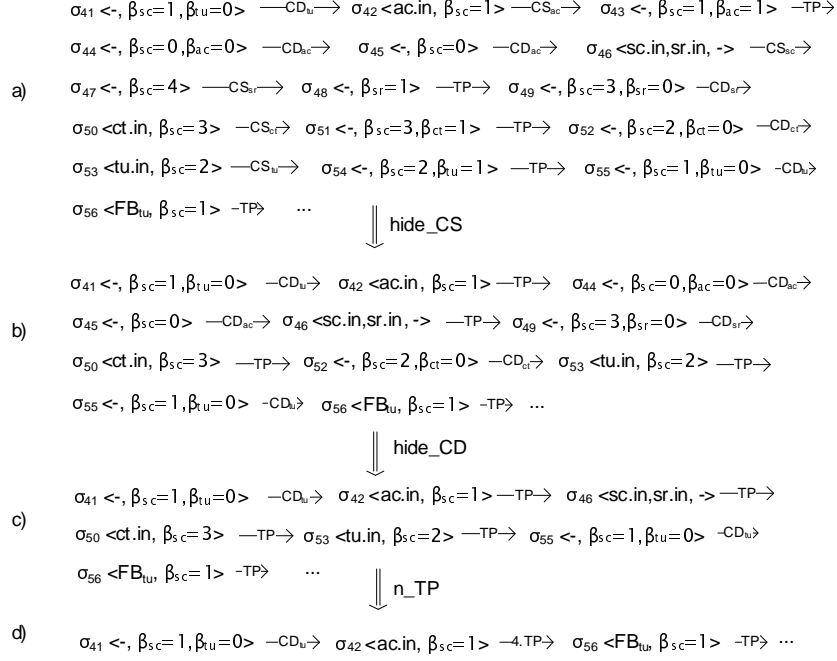 σ41 <-, βsc=1,βtu=0> —CDtu→ σ42 <ac.in, βsc=1> —CSac→ σ43 <-, βsc=1,βac=1> –TP→
σ44 <-, βsc=0,βac=0> —CDac→ σ45 <-, βsc=0> —CDac→ σ46 <sc.in,sr.in, -> —CSsc→
a) σ47 <-, βsc=4> —CSsr→ σ48 <-, βsr=1> —TP→ σ49 <-, βsc=3,βsr=0> –CDsr→
σ50 <ct.in, βsc=3> –CSct→ σ51 <-, βsc=3,βct=1> —TP→ σ52 <-, βsc=2,βct=0> –CDct→
σ53 <tu.in, βsc=2> —CStu→ σ54 <-, βsc=2,βtu=1> —TP→ σ55 <-, βsc=1,βtu=0> –CDtu→
σ56 <FBtu, βsc=1> –TP→ ...
hide_CS
σ41 <-, βsc=1,βtu=0> –CDtu→ σ42 <ac.in, βsc=1> —TP→ σ44 <-, βsc=0,βac=0> —CDac→
b) σ45 <-, βsc=0> —CDac→ σ46 <sc.in,sr.in, -> —TP→ σ49 <-, βsc=3,βsr=0> –CDsr→
σ50 <ct.in, βsc=3> —TP→ σ52 <-, βsc=2,βct=0> –CDct→ σ53 <tu.in, βsc=2> —TP→
σ55 <-, βsc=1,βtu=0> –CDtu→ σ56 <FBtu, βsc=1> –TP→ ...
hide_CD
σ41 <-, βsc=1,βtu=0> –CDtu→ σ42 <ac.in, βsc=1> —TP→ σ46 <sc.in,sr.in, -> —TP→
c) σ50 <ct.in, βsc=3> —TP→ σ53 <tu.in, βsc=2> —TP→ σ55 <-, βsc=1,βtu=0> –CDtu→
σ56 <FBtu, βsc=1> –TP→ ...
n_TP
d) σ41 <-, βsc=1,βtu=0> —CDtu→ σ42 <ac.in, βsc=1> –4.TP→ σ56 <FBtu, βsc=1> –TP→ ...